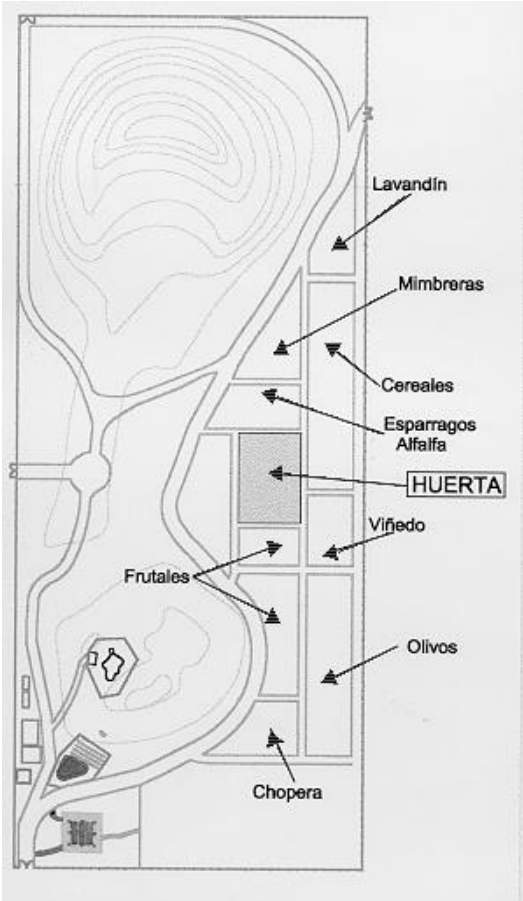 Lavandín
Mimbreras
Cereales
Esparragos
Alfalfa
HUERTA
Viñedo
Frutales
Olivos
Chopera